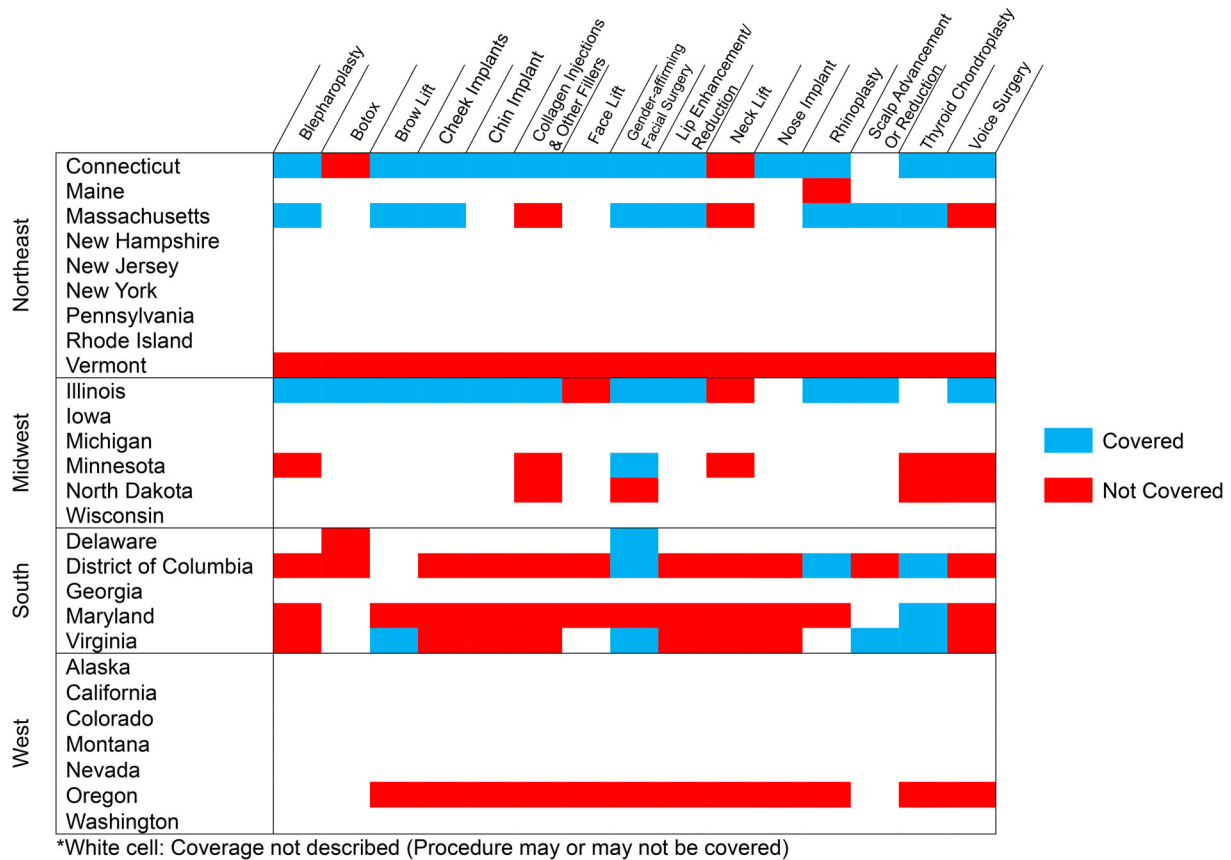 Blepharoplasty
Botox
Brow Lift
Cheek Implants
Chin Implant
Collagen Injections
& Other Fillers
Face Lift
Gender-affirming
Facial Surgery
Lip Enhancement/
Reduction
Neck Lift
Nose Implant
Rhinoplasty
Scalp Advancement
Or Reduction
Thyroid Chondroplasty
Voice Surgery
Northeast
Connecticut
Maine
Massachusetts
New Hampshire
New Jersey
New York
Pennsylvania
Rhode Island
Vermont
Midwest
Illinois
Iowa
Michigan
Minnesota
North Dakota
Wisconsin
South
Delaware
District of Columbia
Georgia
Maryland
Virginia
West
Alaska
California
Colorado
Montana
Nevada
Oregon
Washington
Covered
Not Covered
*White cell: Coverage not described (Procedure may or may not be covered)